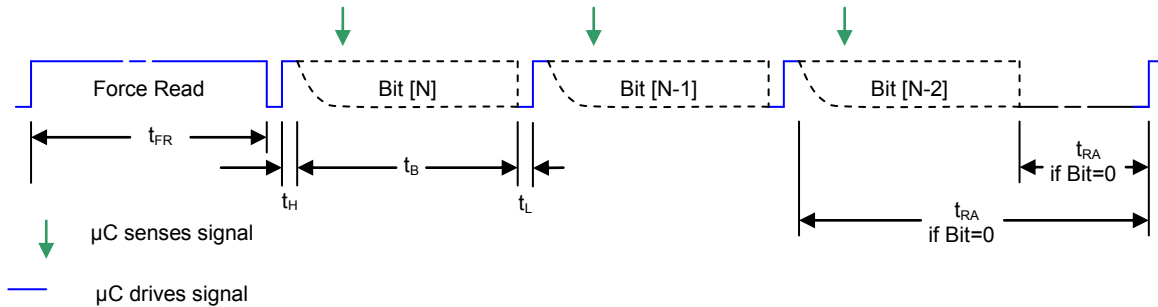 Force Read
Bit [N]
Bit [N-1]
Bit [N-2]
tFR
tH
tB
tL
tRA
if Bit=0
tRA
if Bit=0
µC senses signal
µC drives signal